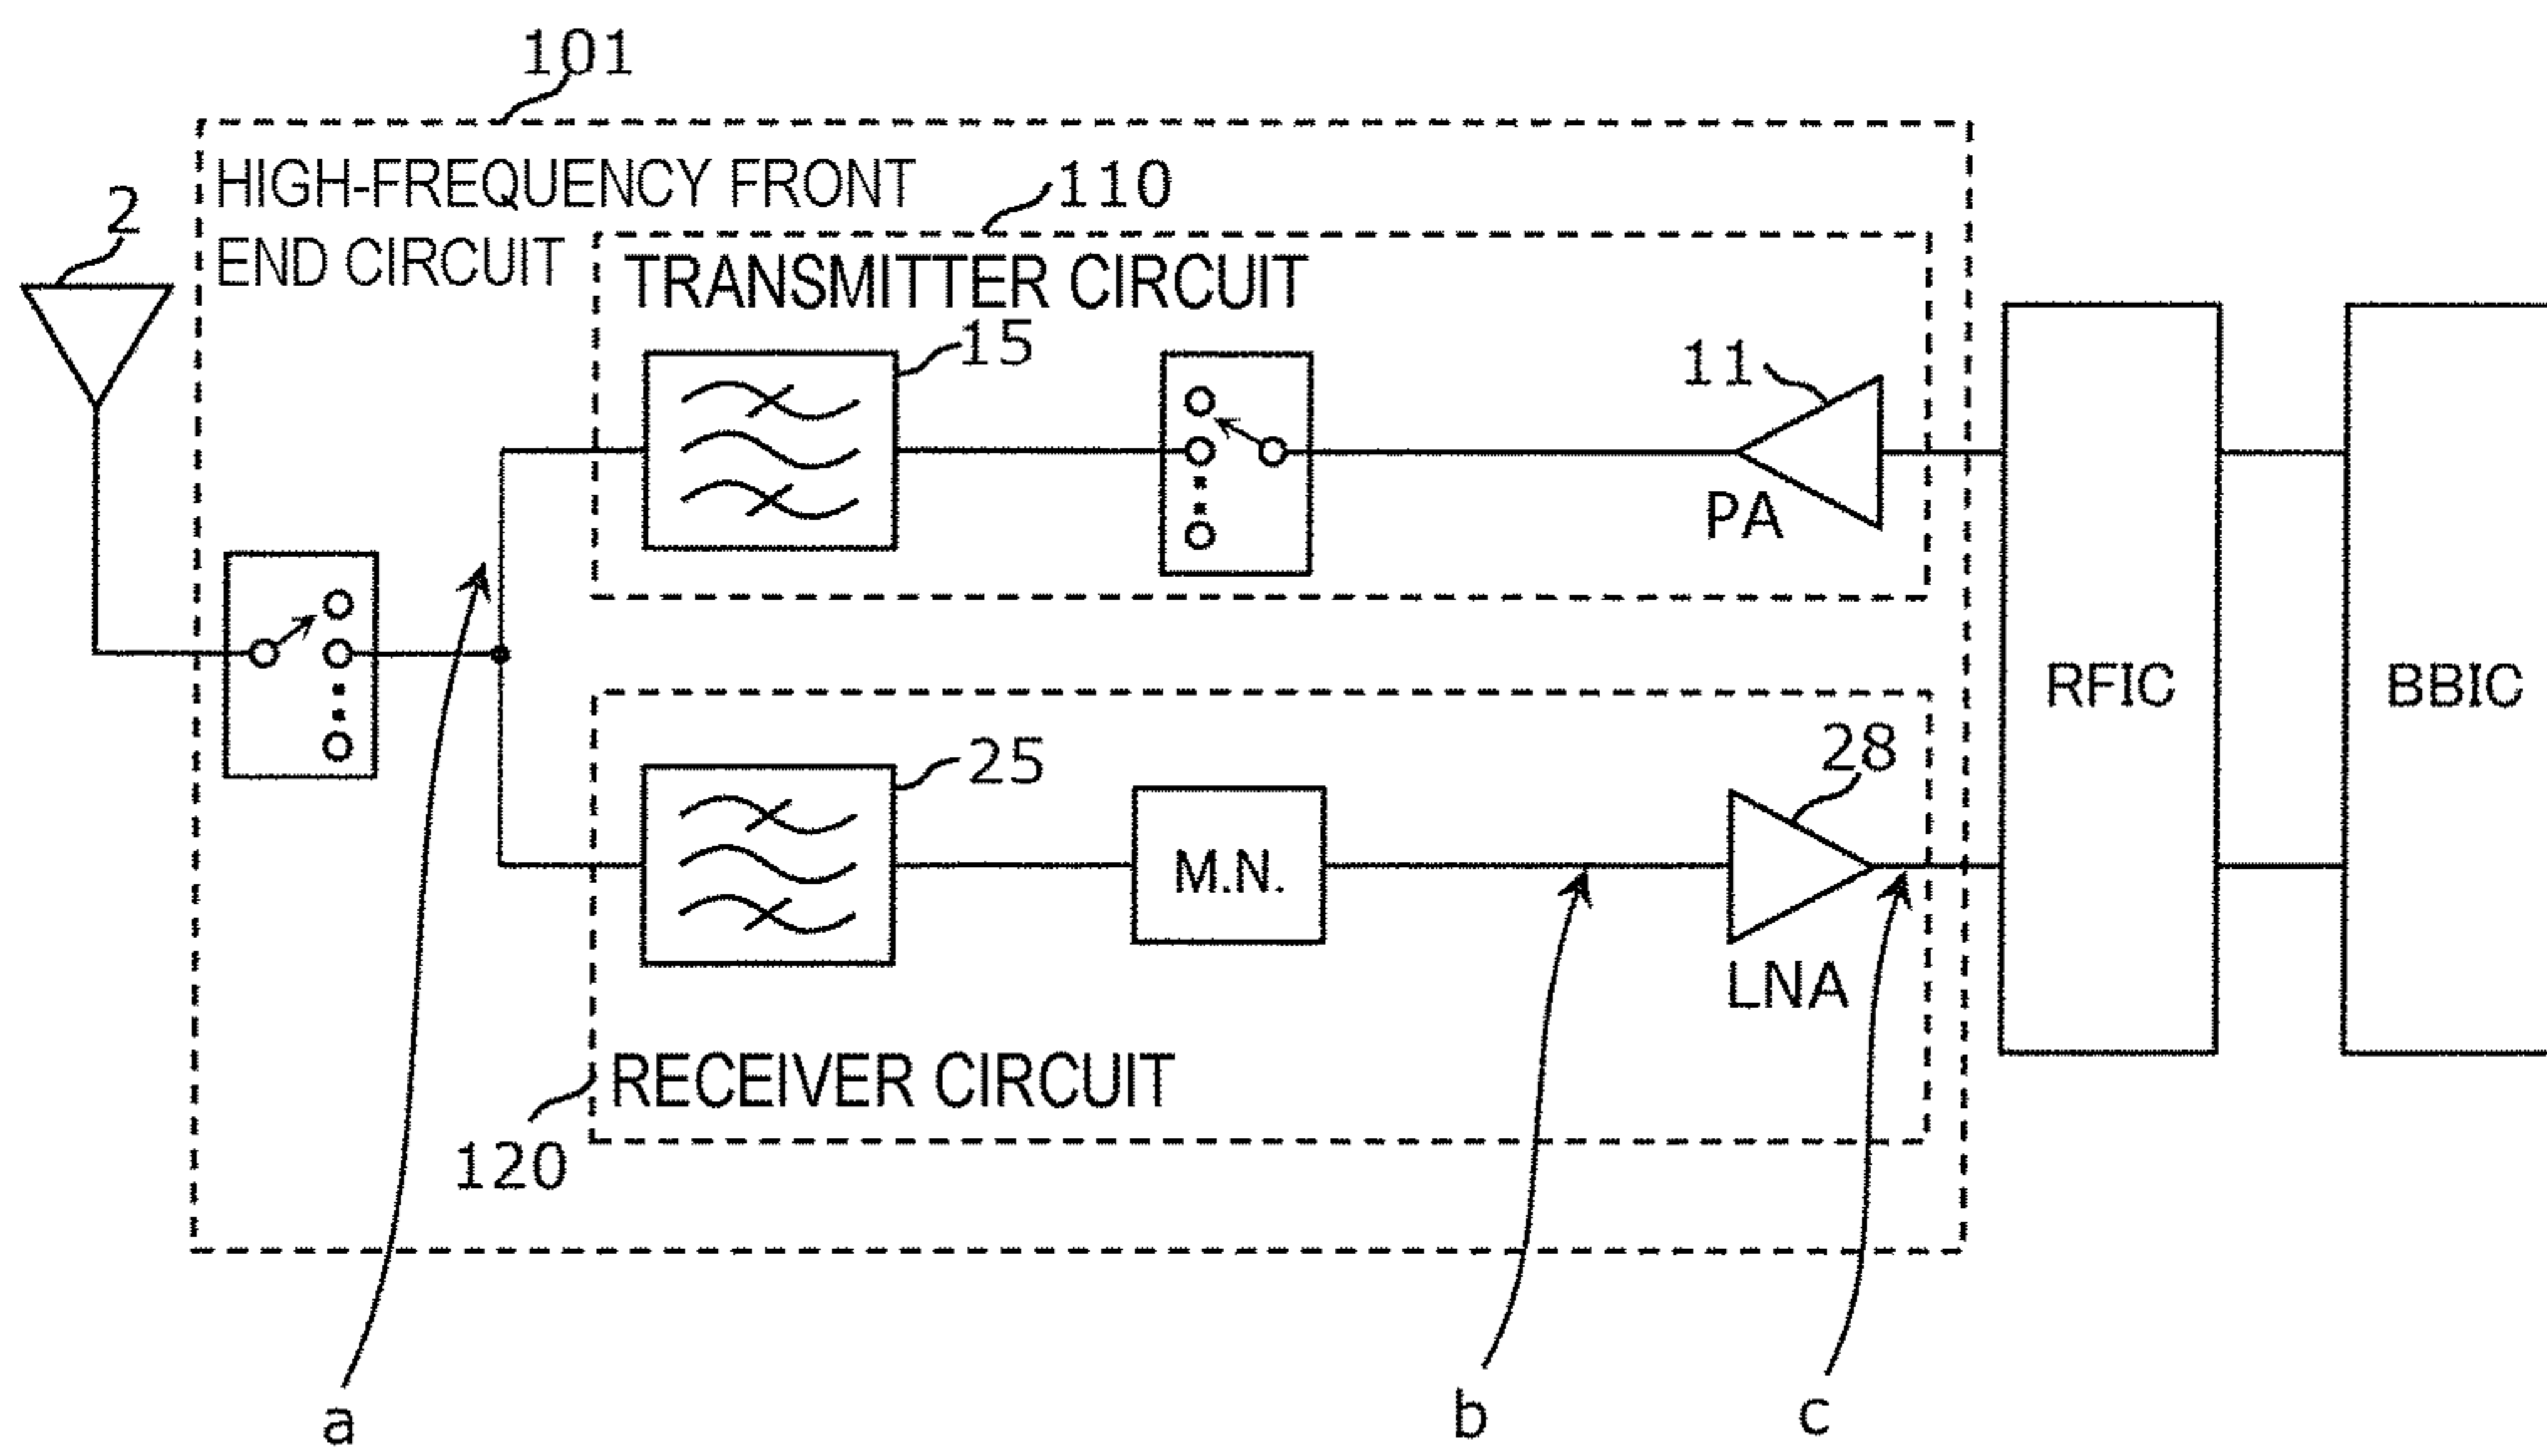 101
HIGH-FREQUENCY FRONT
END CIRCUIT
2
110
TRANSMITTER CIRCUIT
15
11
PA
RFIC
BBIC
25
M.N.
28
LNA
RECEIVER CIRCUIT
120
a
b
c